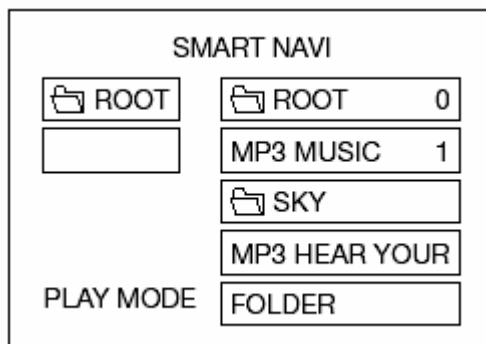 SMART NAVI
ROOT ROOT 0
MP3 MUSIC 1
SKY
MP3 HEAR YOUR
PLAY MODE FOLDER